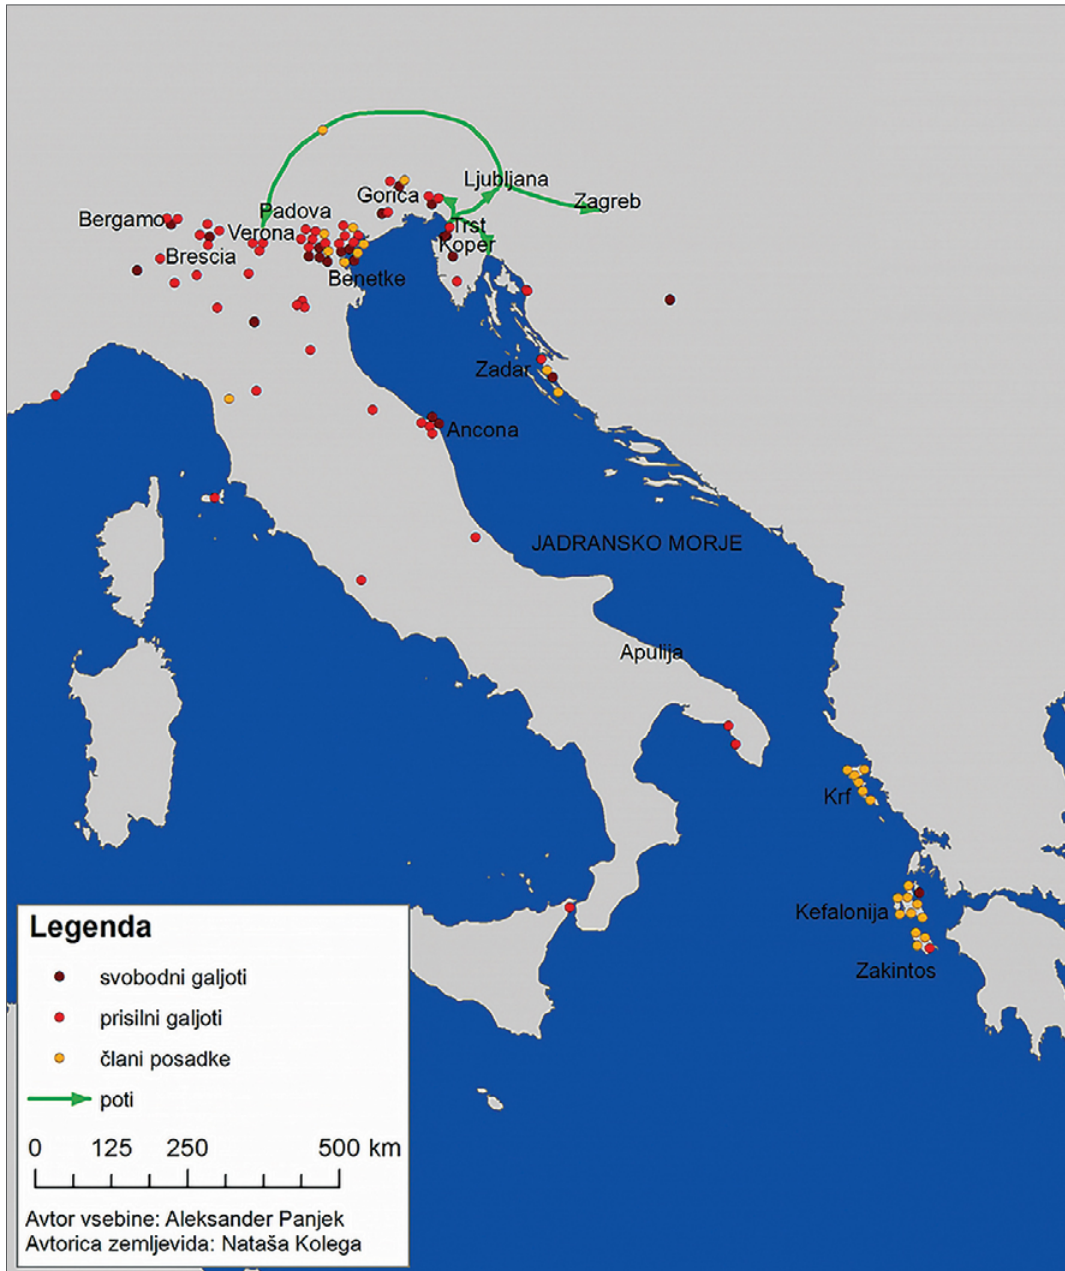 Ljubljana
Gorica
Zagreb
Bergamo
Padova
Verona
Trst
Koper
Brescia
Benetke
Zadar
Ancona
JADRANSKO MORJE
Apulija
Krf
Kefalonija
Zakintos
Legenda
svobodni galjoti
prisilni galjoti
člani posadke
poti
0 125 250 500 km
Avtor vsebine: Aleksander Panjek
Avtorica zemljevida: Nataša Kolega